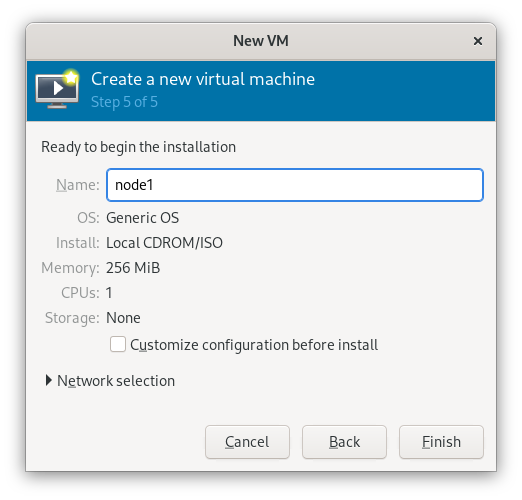 New VM
×
Create a new virtual machine
Step 5 of 5
Ready to begin the installation
Name: node1
OS: Generic OS
Install: Local CDROM/ISO
Memory: 256 MiB
CPUs: 1
Storage: None
Customize configuration before install
Network selection
Cancel Back Finish